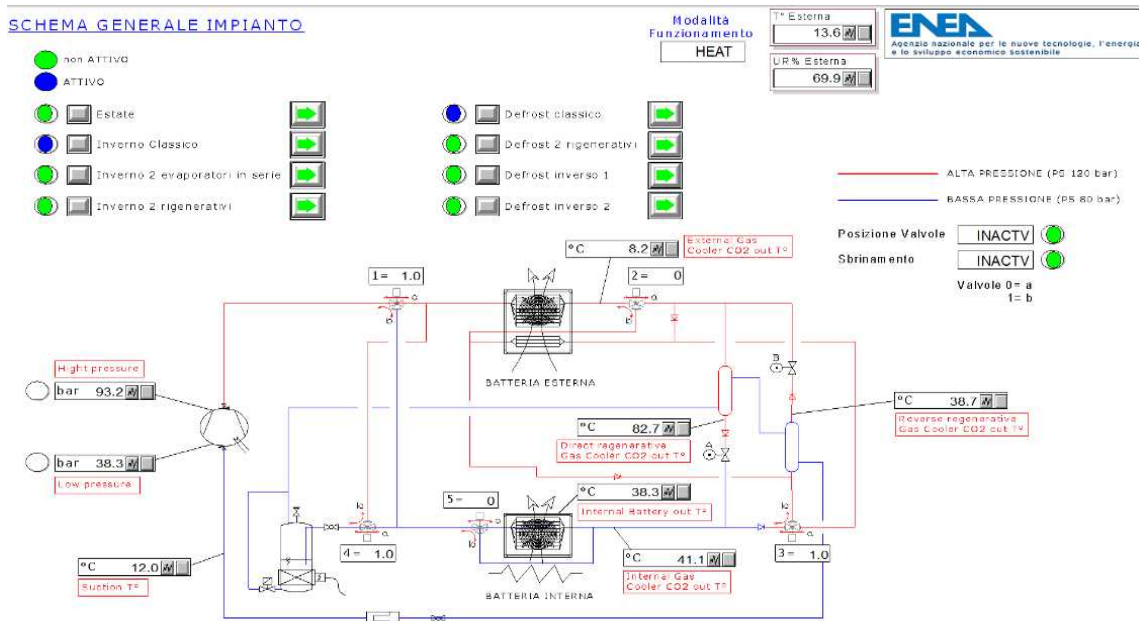 SCHEMA GENERALE IMPIANTO
Modalità
Funzionamento
HEAT
T° Esterna
13.6
UR% Esterna
69.9
ENEA
Agenzia nazionale per le nuove tecnologie, l'energia
e lo sviluppo economico sostenibile
non ATTIVO
ATTIVO
Estate
Inverno Classico
Inverno 2 evaporatori in serie
Inverno 2 rigenerativi
Defrost classico
Defrost 2 rigenerativi
Defrost inverso 1
Defrost inverso 2
ALTA PRESSIONE (PS 120 bar)
BASSA PRESSIONE (PS 80 bar)
Posizione Valvole INACTV
Sbrinamento INACTV
Valvole 0= a
1= b
°C 8.2
External Gas
Cooler CO2 out T°
1= 1.0
a
b
2= 0
a
b
BATTERIA ESTERNA
B
Hight pressure
bar 93.2
bar 38.3
Low pressure
°C 82.7
Direct regenerative
Gas Cooler CO2 out T°
A
°C 38.7
Reverse regenerative
Gas Cooler CO2 out T°
5= 0
a
b
°C 38.3
Internal Battery out T°
4= 1.0
b
a
3= 1.0
b
a
°C 41.1
Internal Gas
Cooler CO2 out T°
BATTERIA INTERNA
°C 12.0
Suction T°